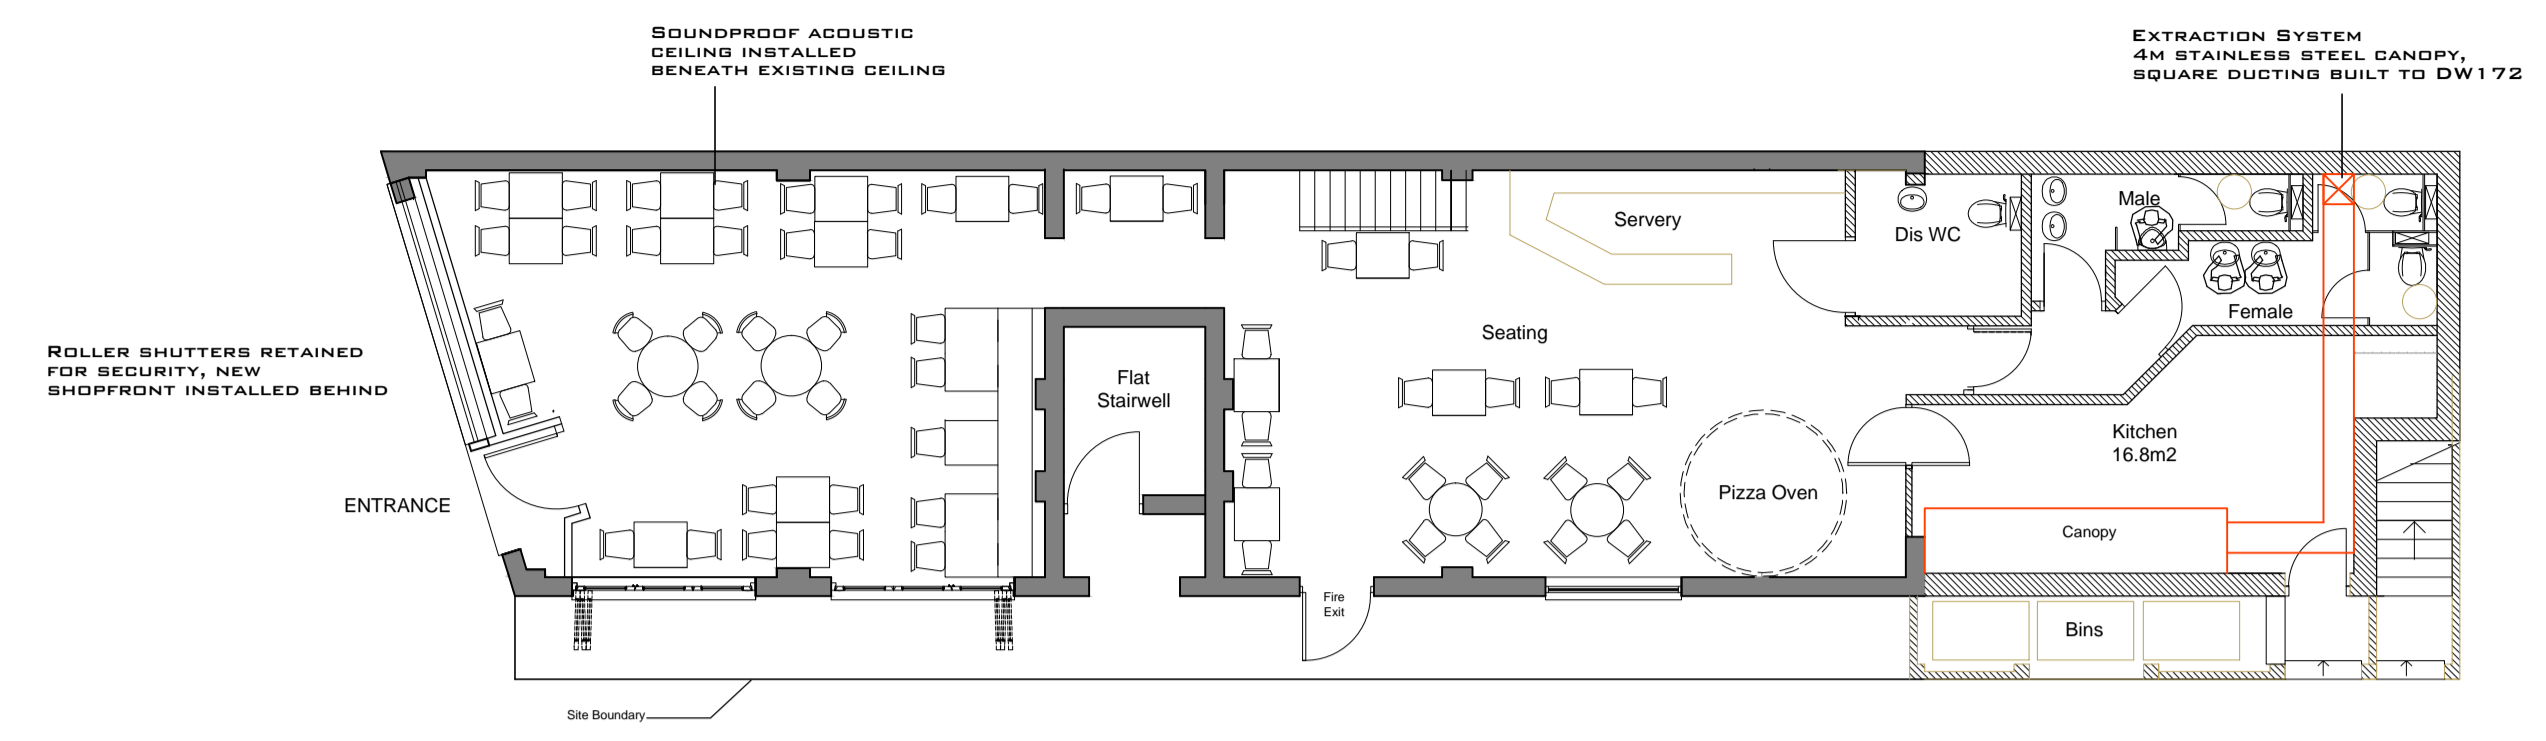 SOUNDPROOF ACOUSTIC
CEILING INSTALLED
BENEATH EXISTING CEILING
EXTRACTION SYSTEM
4M STAINLESS STEEL CANOPY,
SQUARE DUCTING BUILT TO DW172
ROLLER SHUTTERS RETAINED
FOR SECURITY, NEW
SHOPFRONT INSTALLED BEHIND
ENTRANCE
Flat
Stairwell
Seating
Servery
Dis WC
Male
Female
Kitchen
16.8m2
Pizza Oven
Canopy
Fire
Exit
Bins
Site Boundary